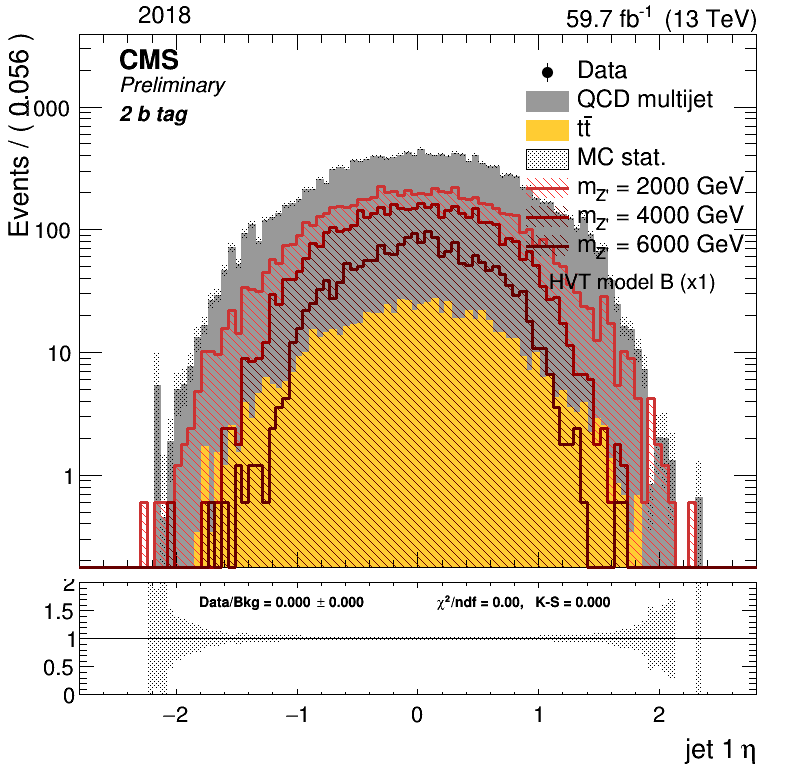 2018
59.7 fb⁻¹ (13 TeV)
CMS
Preliminary
2 b tag
Data
QCD multijet
tt̄
MC stat.
m_Z' = 2000 GeV
m_Z' = 4000 GeV
m_Z' = 6000 GeV
HVT model B (x1)
Events / ( 0.056 )
1000
100
10
1
Data/Bkg = 0.000 ± 0.000
χ²/ndf = 0.00, K-S = 0.000
2
1.5
1
0.5
0
−2 −1 0 1 2
jet 1 η